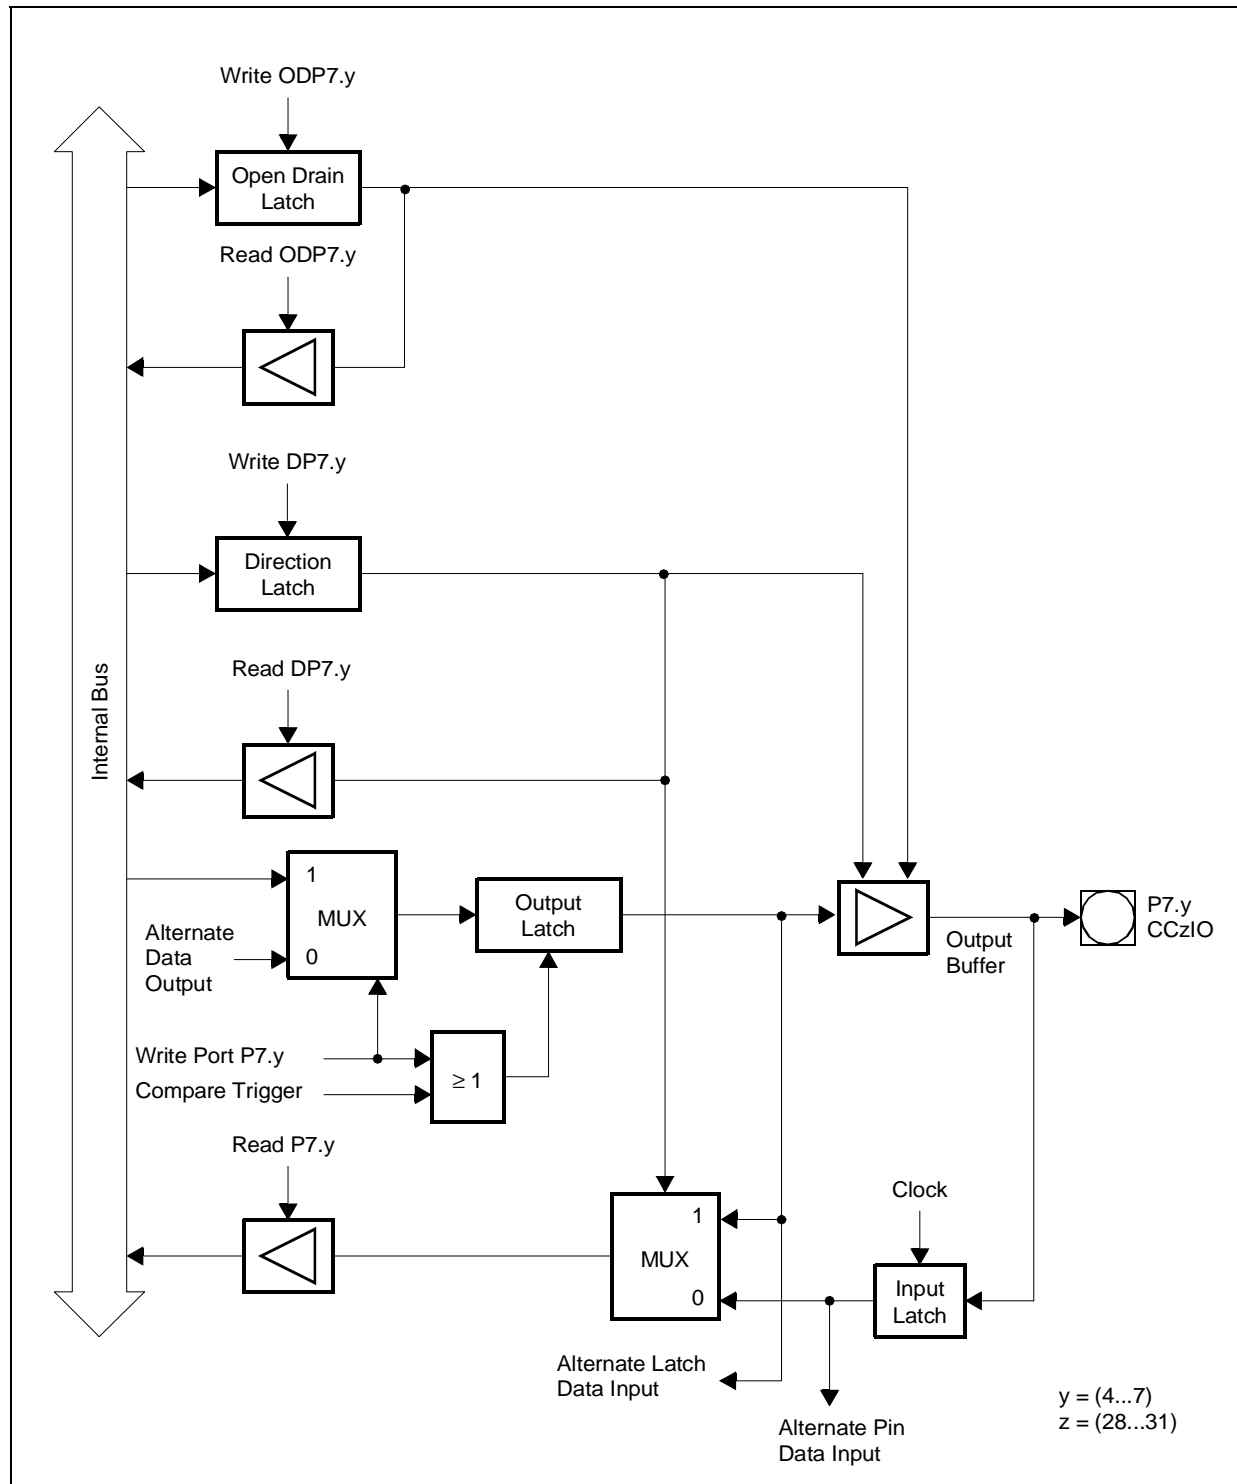 Write ODP7.y
Open Drain
Latch
Read ODP7.y
Write DP7.y
Direction
Latch
Read DP7.y
Internal Bus
1
MUX
0
Alternate
Data
Output
Output
Latch
Output
Buffer
P7.y
CCzIO
Write Port P7.y
Compare Trigger
≥ 1
Read P7.y
1
MUX
0
Clock
Input
Latch
Alternate Latch
Data Input
Alternate Pin
Data Input
y = (4...7)
z = (28...31)